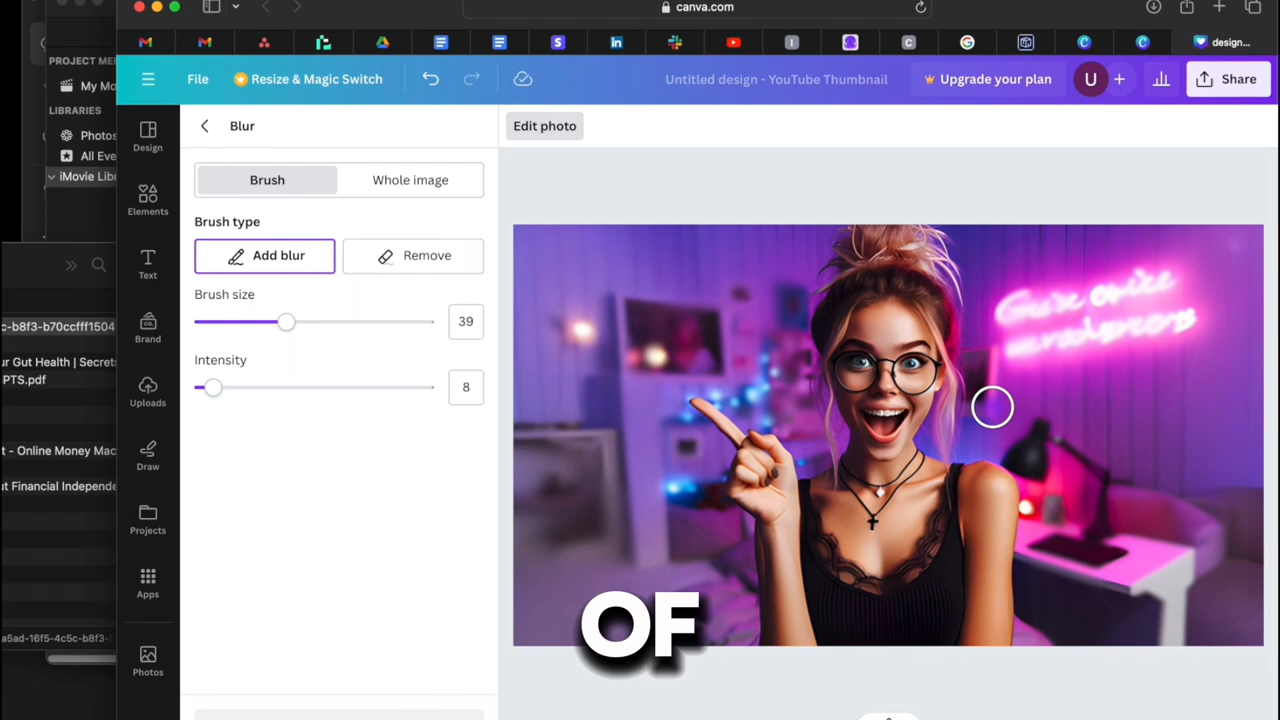 canva.com
design...
PROJECT ME
My Mo
LIBRARIES
Photos
All Eve
iMovie Libr
File
Resize & Magic Switch
Untitled design - YouTube Thumbnail
Upgrade your plan
U
Share
Design
Elements
Text
Brand
Uploads
Draw
Projects
Apps
Photos
Blur
Edit photo
Brush
Whole image
Brush type
Add blur
Remove
Brush size
39
Intensity
8
c-b8f3-b70ccfff1504
ur Gut Health | Secrets
PTS.pdf
t - Online Money Mac
ut Financial Independe
a5ad-16f5-4c5c-b8f3-
OF